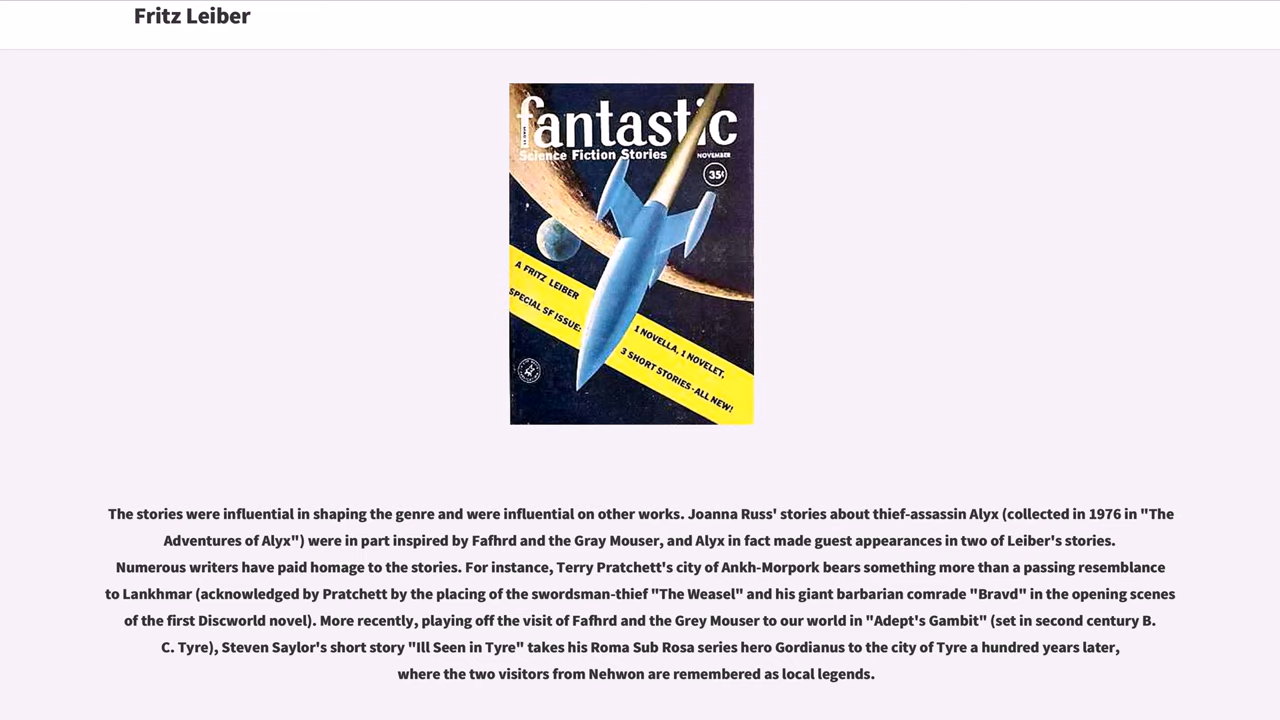 Fritz Leiber
fantastic
Science Fiction Stories
NOVEMBER
35¢
A FRITZ LEIBER
SPECIAL SF ISSUE:
1 NOVELLA, 1 NOVELET,
3 SHORT STORIES-ALL NEW!
The stories were influential in shaping the genre and were influential on other works. Joanna Russ' stories about thief-assassin Alyx (collected in 1976 in "The
Adventures of Alyx") were in part inspired by Fafhrd and the Gray Mouser, and Alyx in fact made guest appearances in two of Leiber's stories.
Numerous writers have paid homage to the stories. For instance, Terry Pratchett's city of Ankh-Morpork bears something more than a passing resemblance
to Lankhmar (acknowledged by Pratchett by the placing of the swordsman-thief "The Weasel" and his giant barbarian comrade "Bravd" in the opening scenes
of the first Discworld novel). More recently, playing off the visit of Fafhrd and the Grey Mouser to our world in "Adept's Gambit" (set in second century B.
C. Tyre), Steven Saylor's short story "Ill Seen in Tyre" takes his Roma Sub Rosa series hero Gordianus to the city of Tyre a hundred years later,
where the two visitors from Nehwon are remembered as local legends.